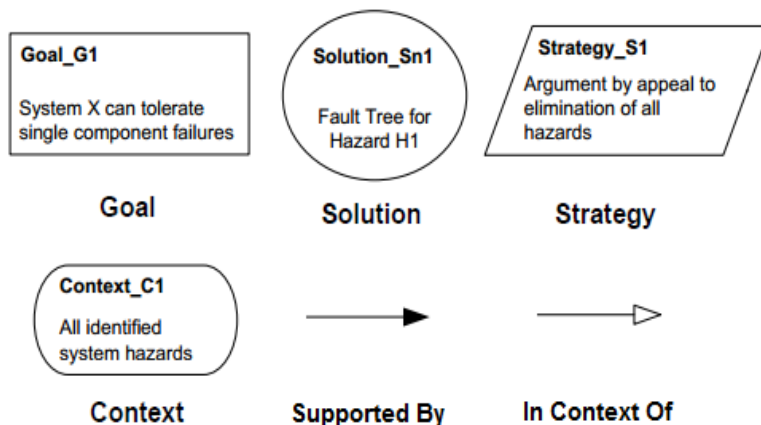 Goal_G1
System X can tolerate
single component failures
Goal
Solution_Sn1
Fault Tree for
Hazard H1
Solution
Strategy_S1
Argument by appeal to
elimination of all
hazards
Strategy
Context_C1
All identified
system hazards
Context
Supported By
In Context Of